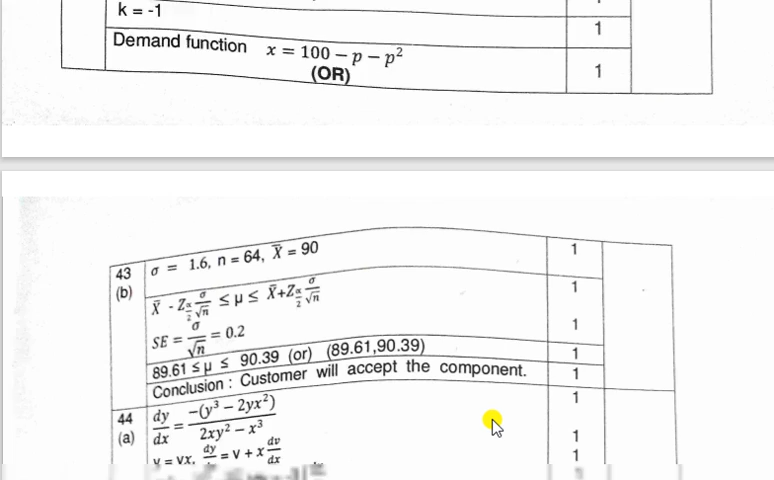 k = -1
1
Demand function x = 100 – p – p²
1
(OR)
43 σ = 1.6, n = 64, X̅ = 90
1
(b) X̅ - Z_{α/2} σ/√n ≤ μ ≤ X̅+Z_{α/2} σ/√n
1
SE = σ/√n = 0.2
1
89.61 ≤ μ ≤ 90.39 (or) (89.61,90.39)
1
Conclusion : Customer will accept the component.
1
44 dy/dx = -(y³ – 2yx²)/2xy² – x³
1
(a)
1
y = vx, dy/dx = v + x dv/dx
1